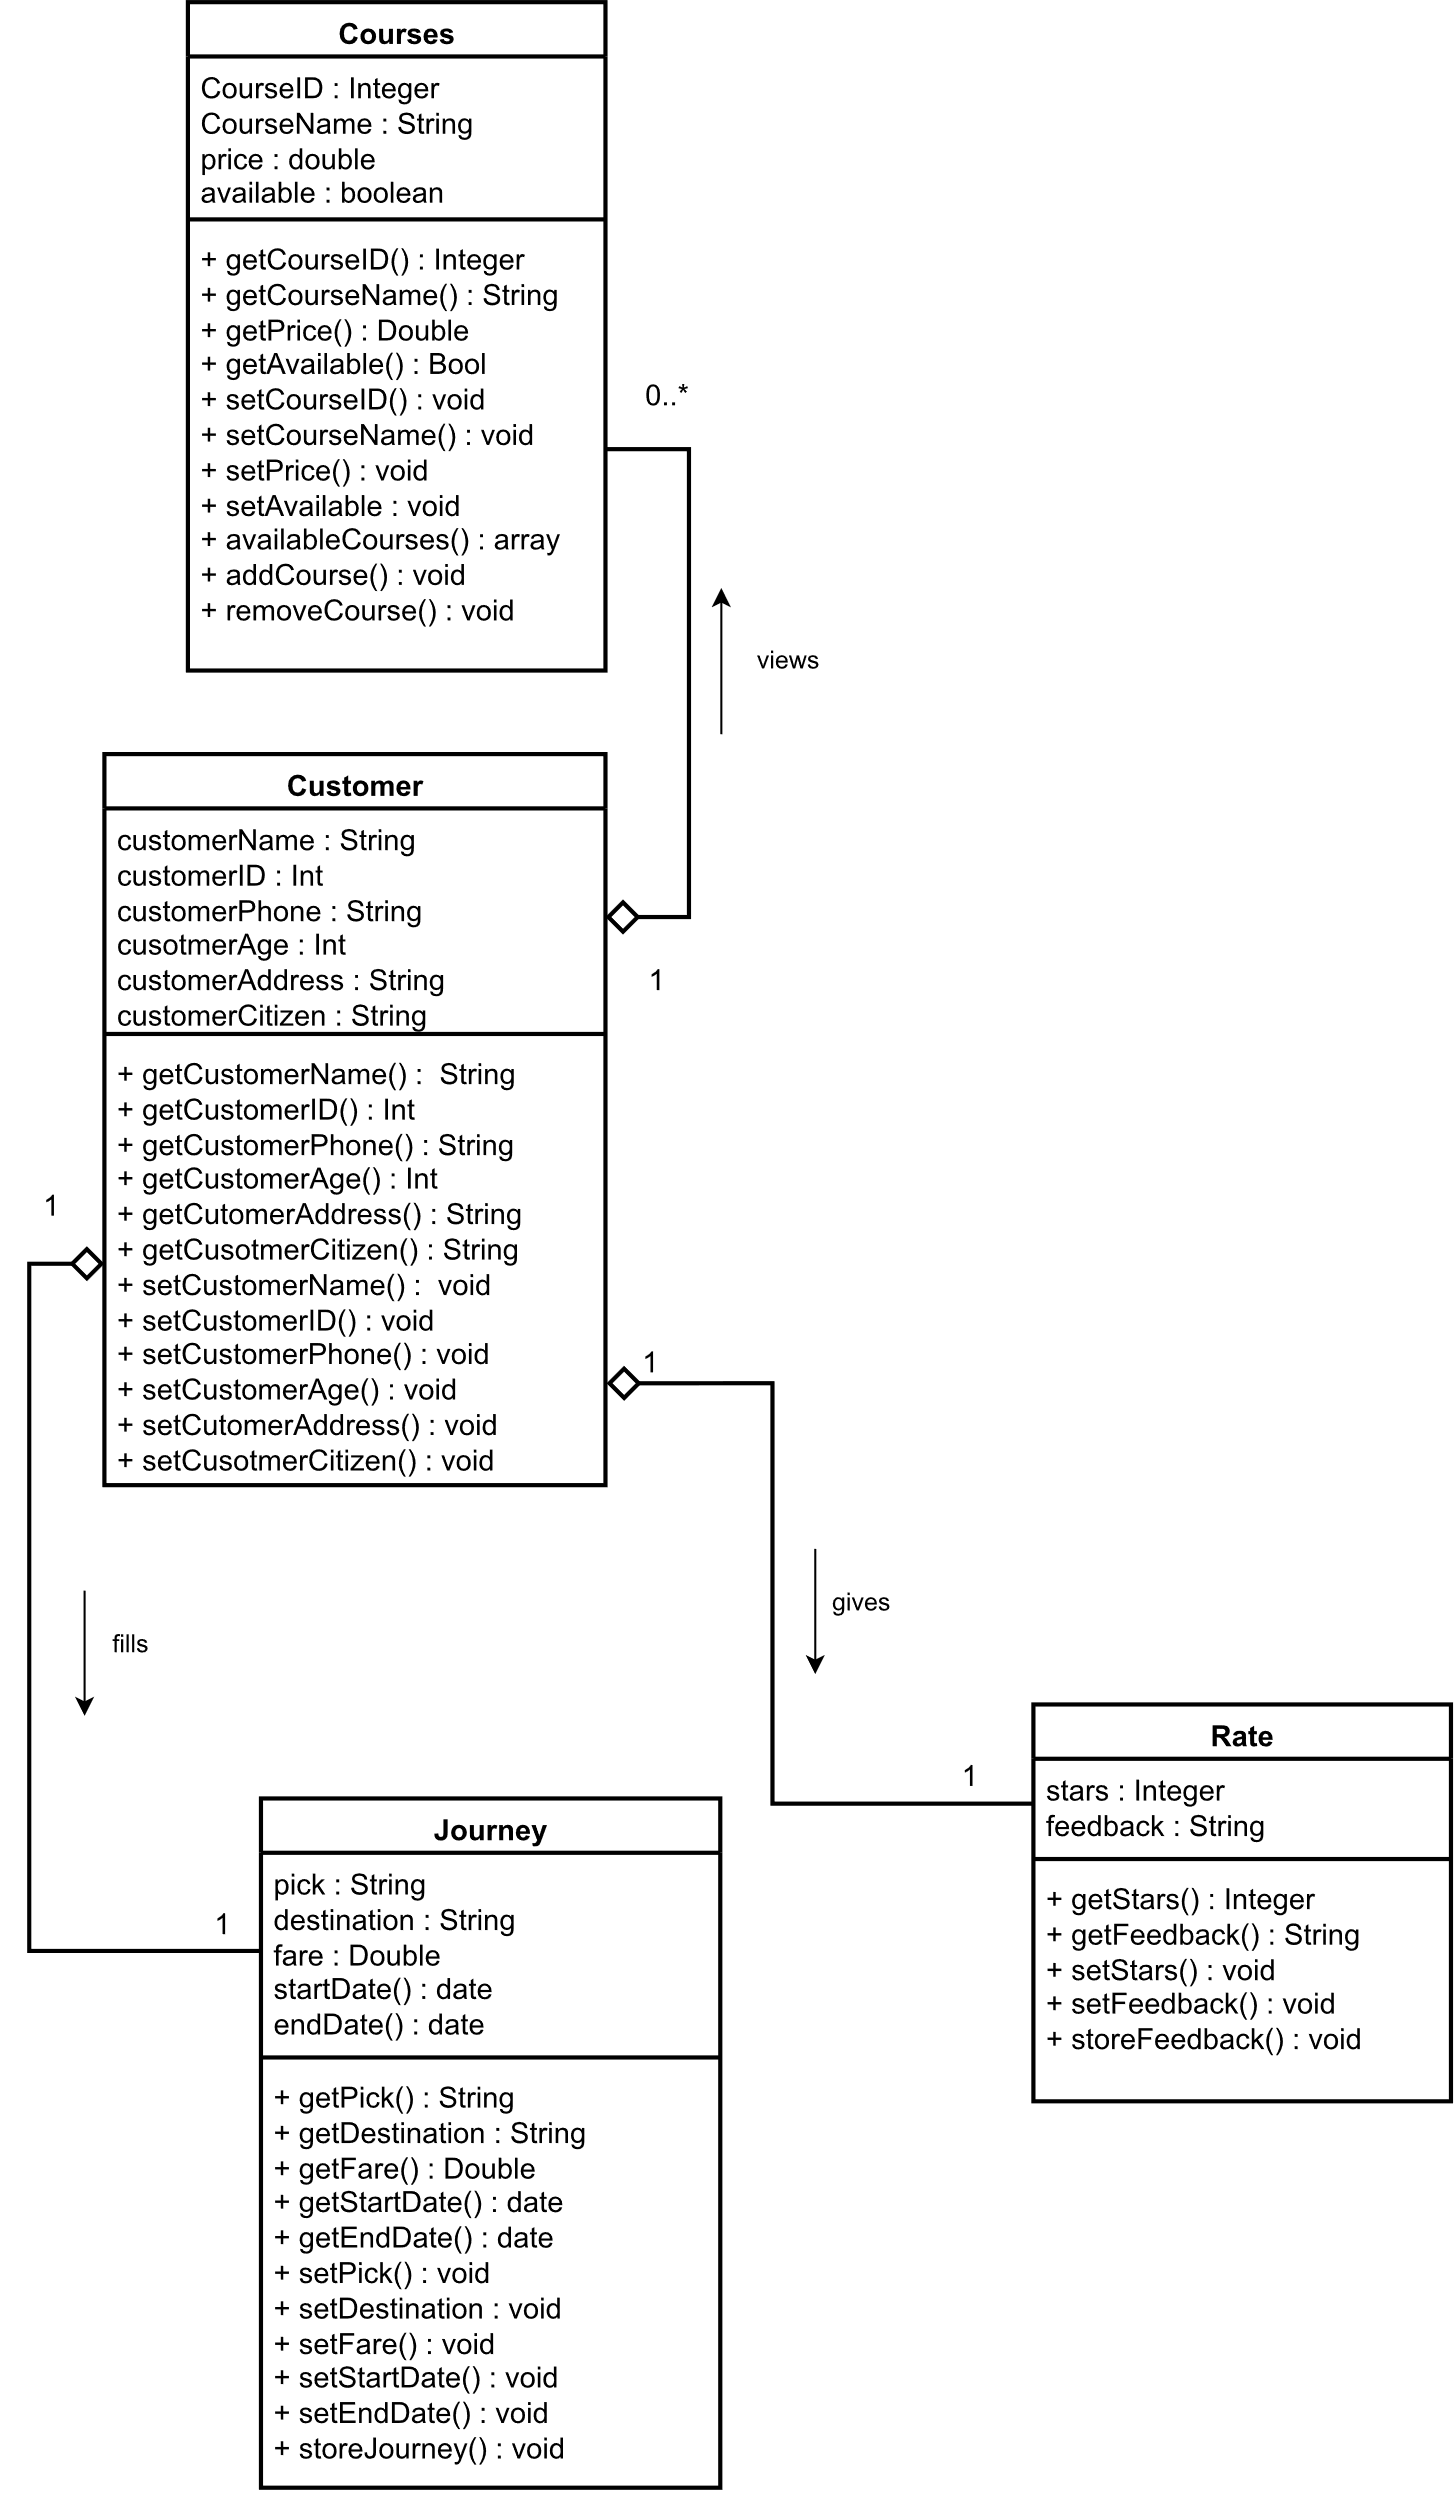 Courses
CourseID : Integer
CourseName : String
price : double
available : boolean
+ getCourseID() : Integer
+ getCourseName() : String
+ getPrice() : Double
+ getAvailable() : Bool
+ setCourseID() : void
+ setCourseName() : void
+ setPrice() : void
+ setAvailable : void
+ availableCourses() : array
+ addCourse() : void
+ removeCourse() : void
0..*
views
Customer
customerName : String
customerID : Int
customerPhone : String
cusotmerAge : Int
customerAddress : String
customerCitizen : String
1
+ getCustomerName() :  String
+ getCustomerID() : Int
+ getCustomerPhone() : String
+ getCustomerAge() : Int
+ getCutomerAddress() : String
+ getCusotmerCitizen() : String
+ setCustomerName() :  void
+ setCustomerID() : void
+ setCustomerPhone() : void
+ setCustomerAge() : void
+ setCutomerAddress() : void
+ setCusotmerCitizen() : void
1
1
gives
fills
Rate
stars : Integer
feedback : String
+ getStars() : Integer
+ getFeedback() : String
+ setStars() : void
+ setFeedback() : void
+ storeFeedback() : void
1
Journey
pick : String
destination : String
fare : Double
startDate() : date
endDate() : date
1
+ getPick() : String
+ getDestination : String
+ getFare() : Double
+ getStartDate() : date
+ getEndDate() : date
+ setPick() : void
+ setDestination : void
+ setFare() : void
+ setStartDate() : void
+ setEndDate() : void
+ storeJourney() : void